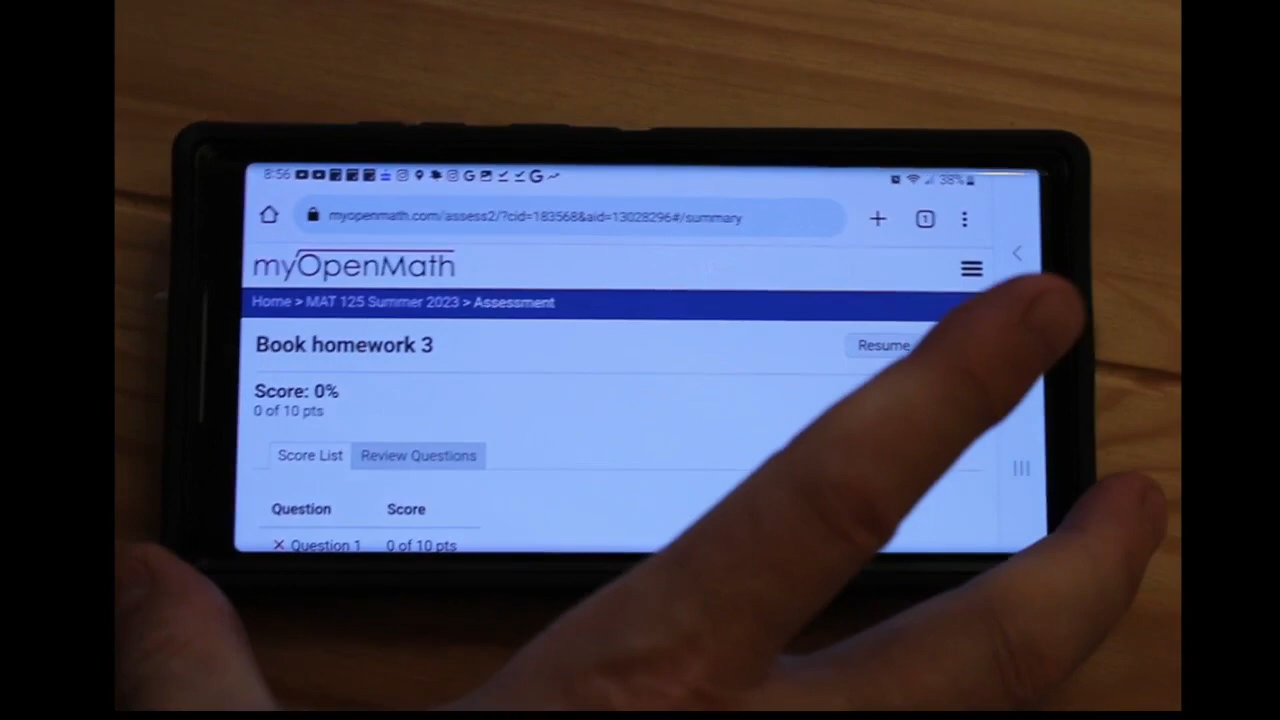 8:56 38%
myopenmath.com/assess2/?cid=183568&aid=13028296#/summary
1
myOpenMath
Home > MAT 125 Summer 2023 > Assessment
Book homework 3
Resume
Score: 0%
0 of 10 pts
Score List Review Questions
Question Score
Question 1 0 of 10 pts